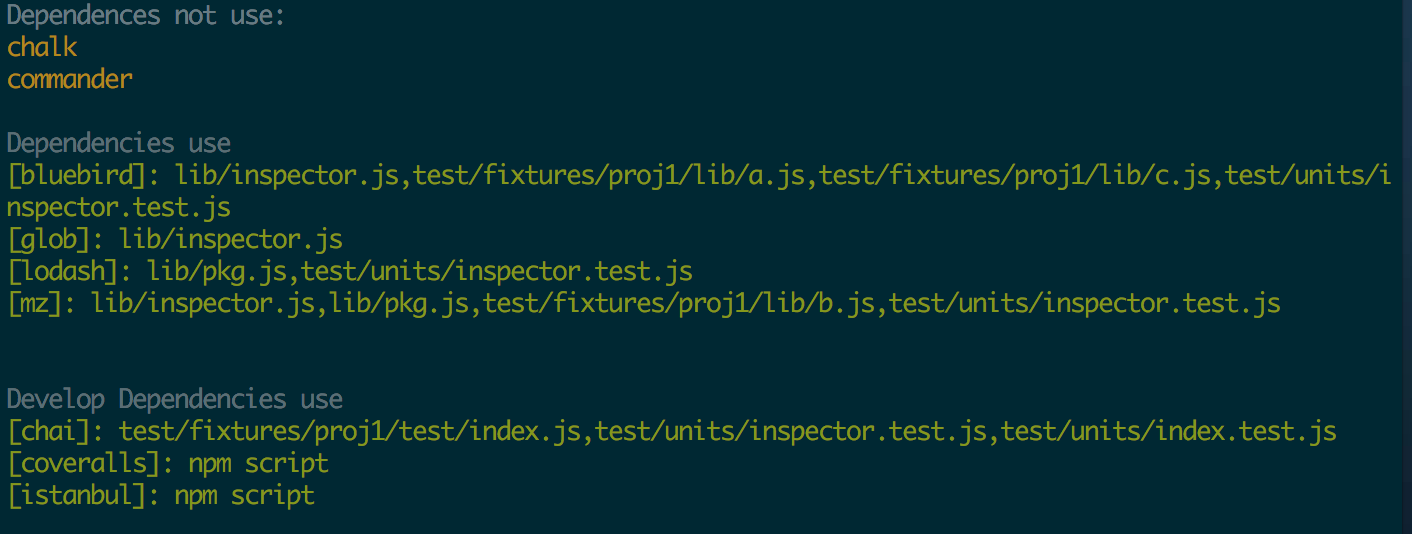 Dependences not use:
chalk
commander
Dependencies use
[bluebird]: lib/inspector.js,test/fixtures/proj1/lib/a.js,test/fixtures/proj1/lib/c.js,test/units/i
nspector.test.js
[glob]: lib/inspector.js
[lodash]: lib/pkg.js,test/units/inspector.test.js
[mz]: lib/inspector.js,lib/pkg.js,test/fixtures/proj1/lib/b.js,test/units/inspector.test.js
Develop Dependencies use
[chai]: test/fixtures/proj1/test/index.js,test/units/inspector.test.js,test/units/index.test.js
[coveralls]: npm script
[istanbul]: npm script